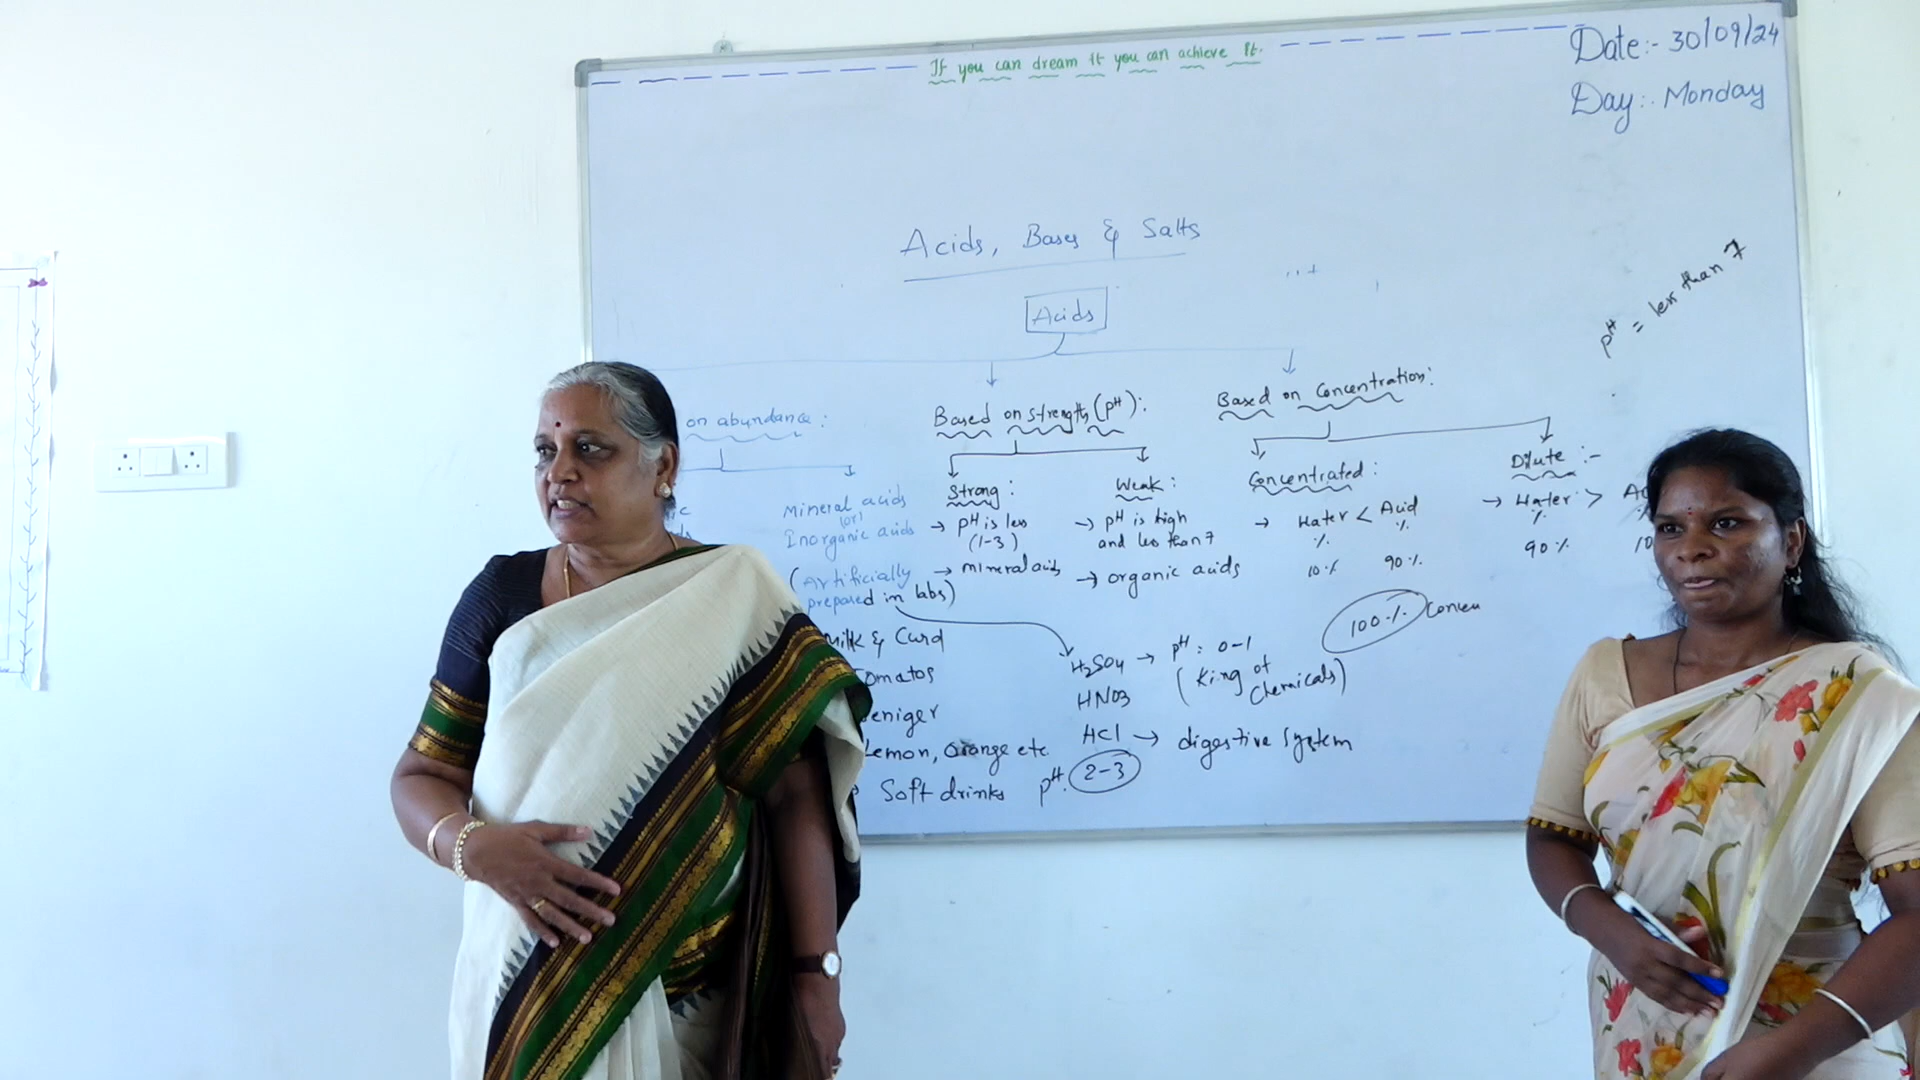 If you can dream it you can achieve it.
Date:- 30/09/24
Day:- Monday
Acids, Bases & Salts
Acids
pH = less than 7
on abundance:
Based on strength (pH):
Based on Concentration:
Strong:
Weak:
Concentrated:
Dilute:-
Mineral acids
(or)
Inorganic acids
(Artificially
prepared in labs)
→ pH is less
(1-3)
→ mineral acids
→ pH is high
and less than 7
→ organic acids
→ Water < Acid
% %
10% 90%
→ Water >
%
90%
100%
Milk & Curd
H2SO4 → pH: 0-1
(King of
Chemicals)
HNO3
HCl → digestive system
Lemon, Orange etc
Soft drinks pH: 2-3